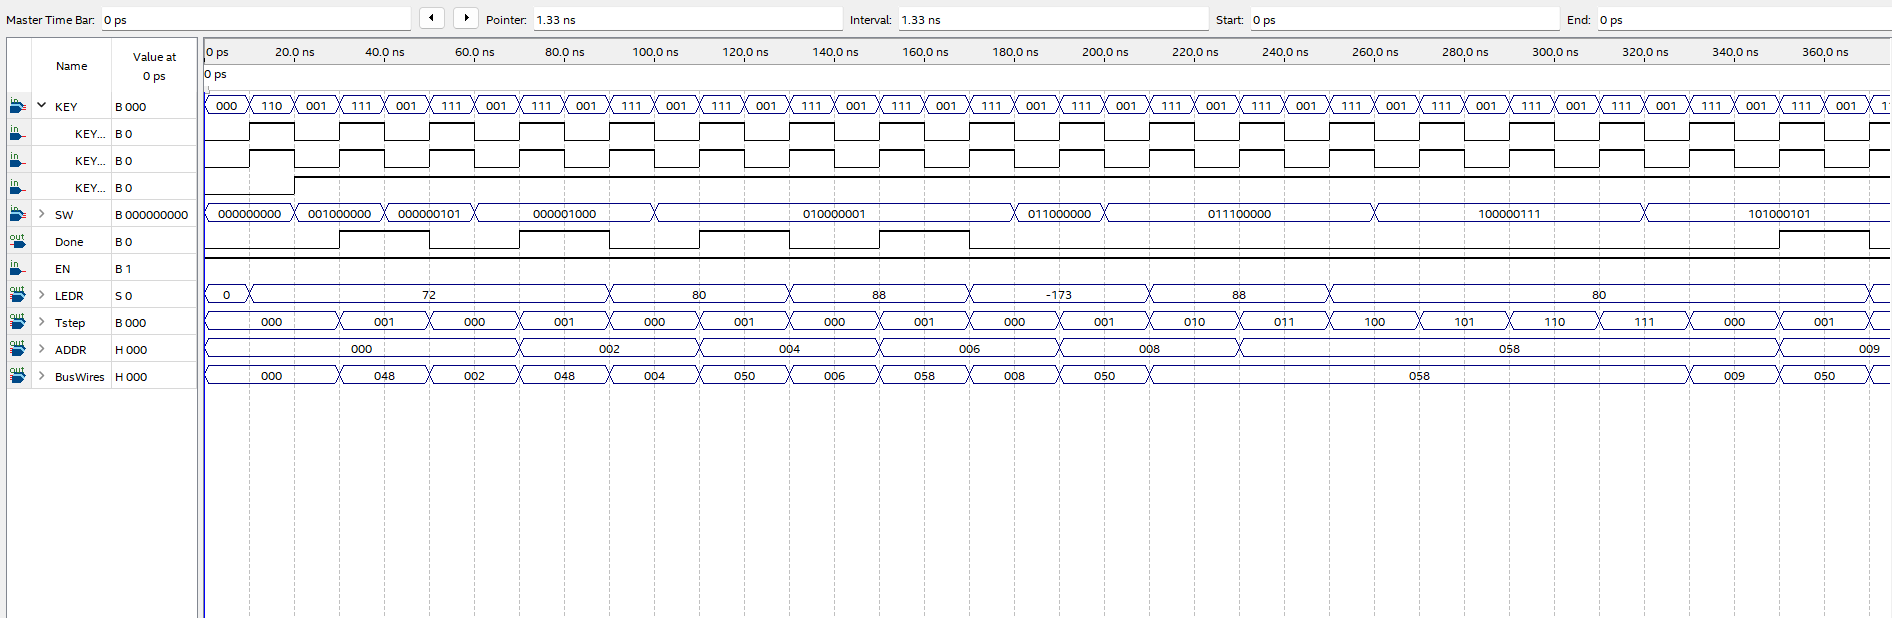 Master Time Bar: 0 ps Pointer: 1.33 ns Interval: 1.33 ns Start: 0 ps End: 0 ps
Name Value at 0 ps 0 ps 20.0 ns 40.0 ns 60.0 ns 80.0 ns 100.0 ns 120.0 ns 140.0 ns 160.0 ns 180.0 ns 200.0 ns 220.0 ns 240.0 ns 260.0 ns 280.0 ns 300.0 ns 320.0 ns 340.0 ns 360.0 ns
0 ps
in KEY B 000 000 110 001 111 001 111 001 111 001 111 001 111 001 111 001 111 001 111 001 111 001 111 001 111 001 111 001 111 001 111 001 111 001 111 001 111 001 1
in KEY... B 0
in KEY... B 0
in KEY... B 0
in SW B 000000000 000000000 001000000 000000101 000001000 010000001 011000000 011100000 100000111 101000101
out Done B 0
in EN B 1
out LEDR S 0 0 72 80 88 -173 88 80
out Tstep B 000 000 001 000 001 000 001 000 001 000 001 010 011 100 101 110 111 000 001
out ADDR H 000 000 002 004 006 008 058 009
out BusWires H 000 000 048 002 048 004 050 006 058 008 050 058 009 050